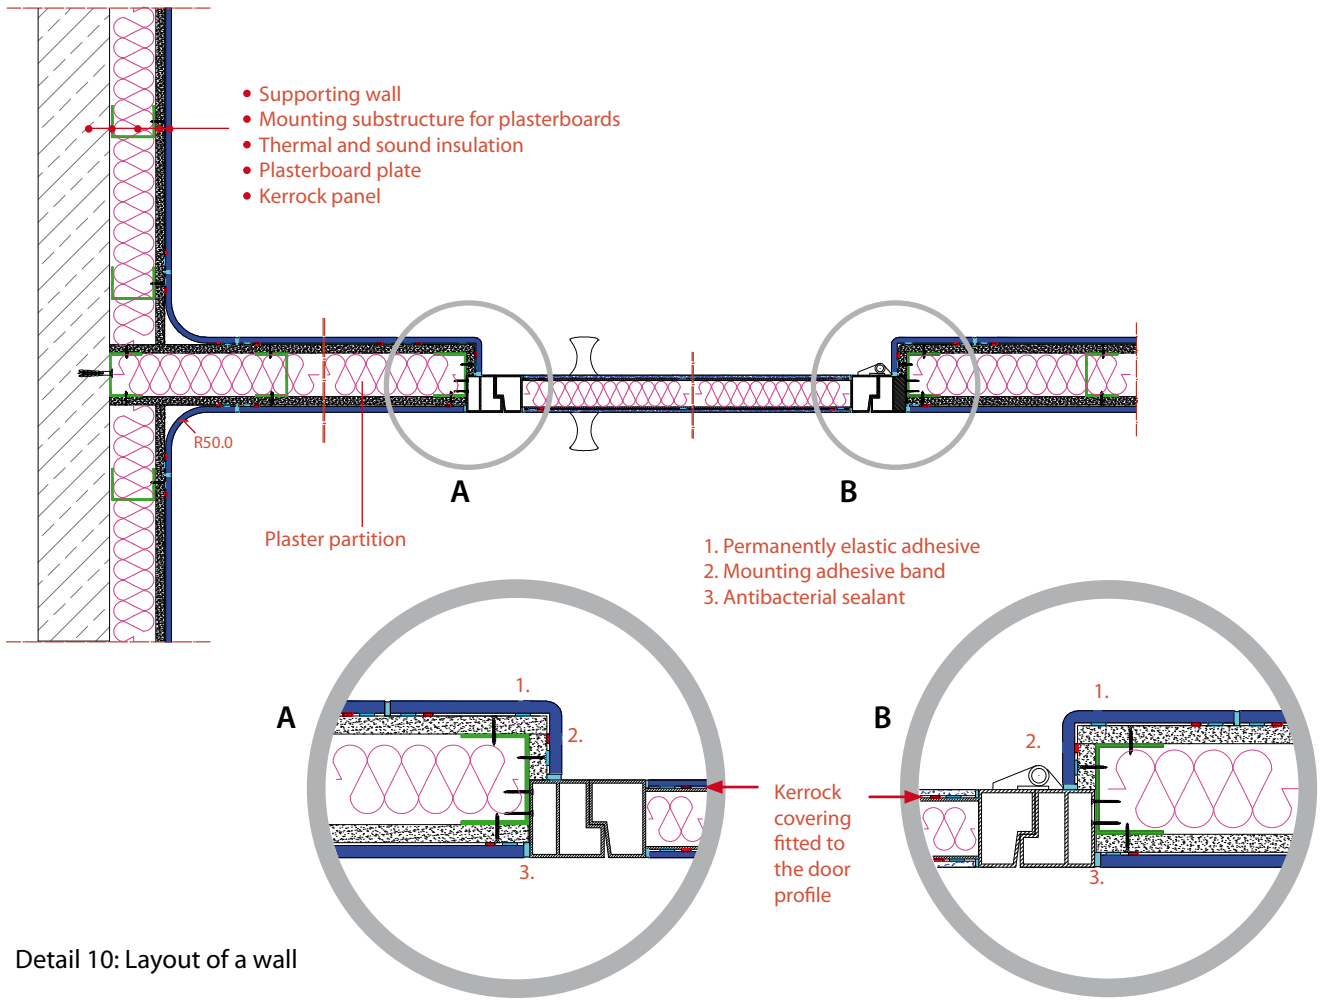 • Supporting wall
• Mounting substructure for plasterboards
• Thermal and sound insulation
• Plasterboard plate
• Kerrock panel
R50.0
A
B
Plaster partition
1. Permanently elastic adhesive
2. Mounting adhesive band
3. Antibacterial sealant
A
1.
2.
3.
Kerrock
covering
fitted to
the door
profile
B
1.
2.
3.
Detail 10: Layout of a wall